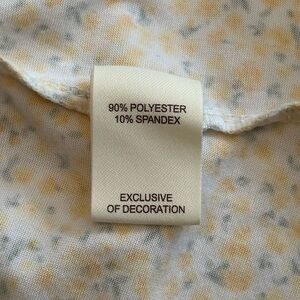 90% POLYESTER
10% SPANDEX
EXCLUSIVE
OF DECORATION